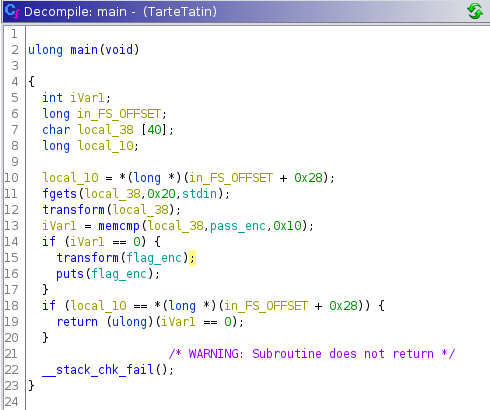 Decompile: main - (TarteTatin)
1
2 ulong main(void)
3
4 {
5 int iVar1;
6 long in_FS_OFFSET;
7 char local_38 [40];
8 long local_10;
9
10 local_10 = *(long *)(in_FS_OFFSET + 0x28);
11 fgets(local_38,0x20,stdin);
12 transform(local_38);
13 iVar1 = memcmp(local_38,pass_enc,0x10);
14 if (iVar1 == 0) {
15 transform(flag_enc);
16 puts(flag_enc);
17 }
18 if (local_10 == *(long *)(in_FS_OFFSET + 0x28)) {
19 return (ulong)(iVar1 == 0);
20 }
21 /* WARNING: Subroutine does not return */
22 __stack_chk_fail();
23 }
24